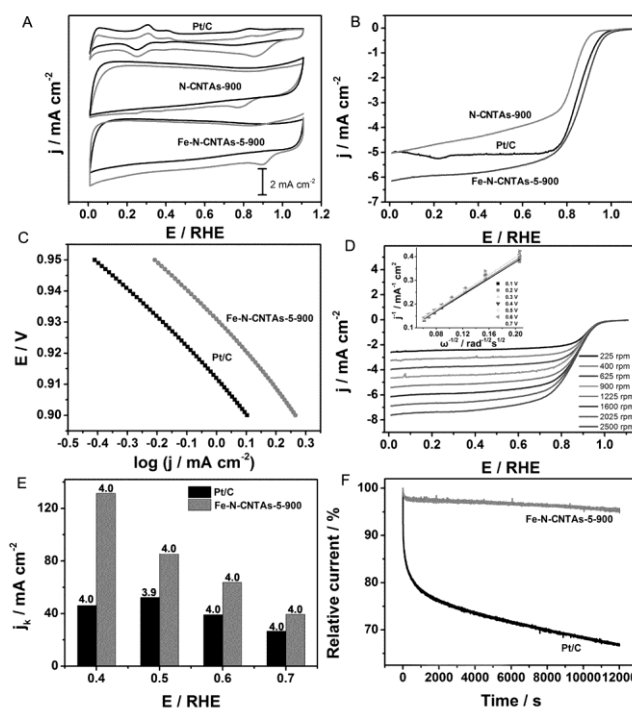 A
Pt/C
N-CNTAs-900
Fe-N-CNTAs-5-900
2 mA cm⁻²
j / mA cm⁻²
0.0 0.2 0.4 0.6 0.8 1.0 1.2
E / RHE
B
0
-1
-2
-3
-4
-5
-6
j / mA cm⁻²
N-CNTAs-900
Pt/C
Fe-N-CNTAs-5-900
0.0 0.2 0.4 0.6 0.8 1.0
E / RHE
C
0.95
0.94
0.93
0.92
0.91
0.90
E / V
Fe-N-CNTAs-5-900
Pt/C
-0.5 -0.4 -0.3 -0.2 -0.1 0.0 0.1 0.2 0.3
log (j / mA cm⁻²)
D
j⁻¹ / mA⁻¹ cm²
0.4
0.3
0.2
0.1
0.08 0.12 0.16 0.20
ω⁻¹/² / rad⁻¹/² s¹/²
0.1 V
0.2 V
0.3 V
0.4 V
0.5 V
0.6 V
0.7 V
j / mA cm⁻²
0
-2
-4
-6
-8
225 rpm
400 rpm
625 rpm
900 rpm
1225 rpm
1600 rpm
2025 rpm
2500 rpm
0.0 0.2 0.4 0.6 0.8 1.0
E / RHE
E
Pt/C
Fe-N-CNTAs-5-900
120
80
40
0
jₖ / mA cm⁻²
4.0 4.0
3.9 4.0
4.0 4.0
4.0 4.0
0.4 0.5 0.6 0.7
E / RHE
F
100
90
80
70
Relative current / %
Fe-N-CNTAs-5-900
Pt/C
0 2000 4000 6000 8000 10000 12000
Time / s